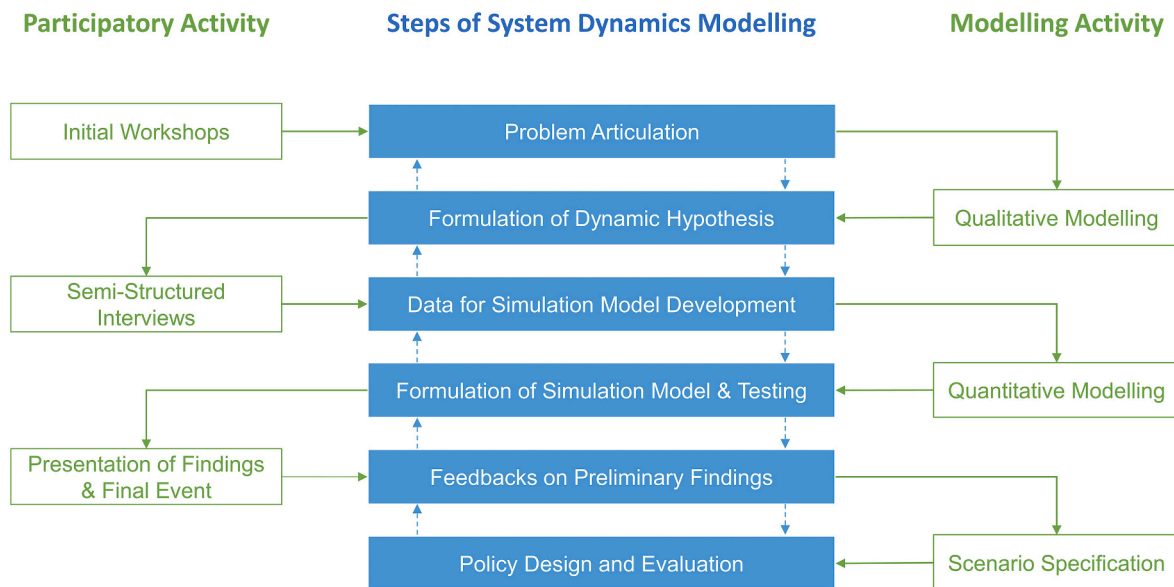 Participatory Activity
Steps of System Dynamics Modelling
Modelling Activity
Initial Workshops
Problem Articulation
Formulation of Dynamic Hypothesis
Qualitative Modelling
Semi-Structured
Interviews
Data for Simulation Model Development
Formulation of Simulation Model & Testing
Quantitative Modelling
Presentation of Findings
& Final Event
Feedbacks on Preliminary Findings
Policy Design and Evaluation
Scenario Specification